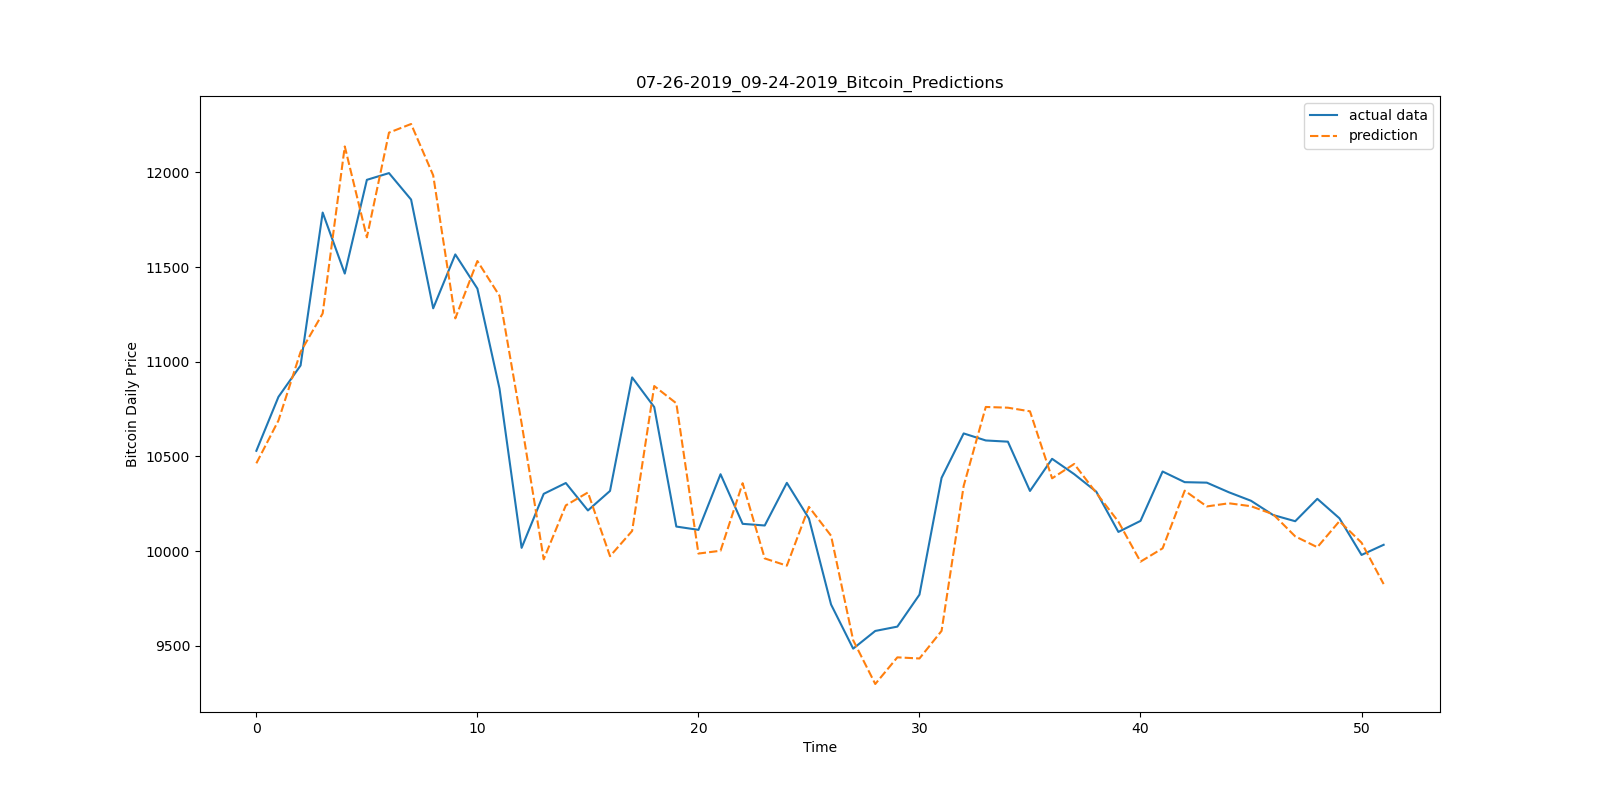 07-26-2019_09-24-2019_Bitcoin_Predictions
actual data
prediction
Bitcoin Daily Price
12000
11500
11000
10500
10000
9500
0 10 20 30 40 50
Time